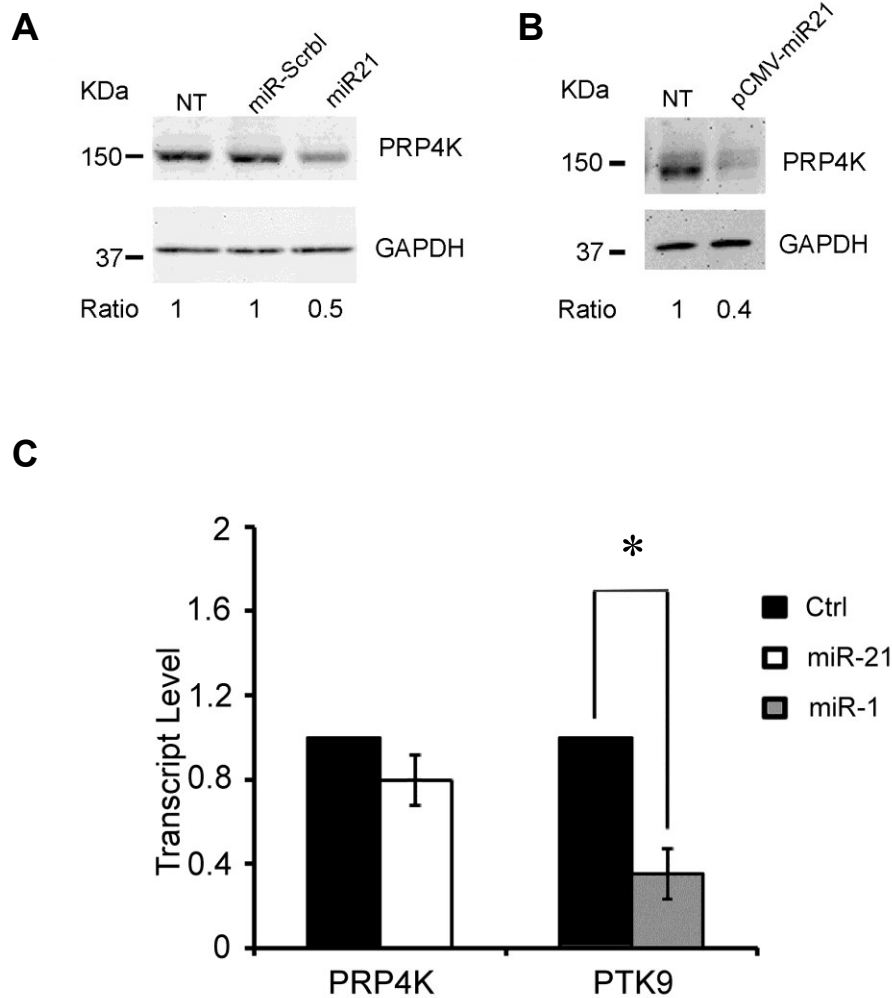 A
KDa
NT
miR-Scrbl
miR21
150
PRP4K
37
GAPDH
Ratio 1 1 0.5
B
KDa
NT
pCMV-miR21
150
PRP4K
37
GAPDH
Ratio 1 0.4
C
Transcript Level
2
1.6
1.2
0.8
0.4
0
*
Ctrl
miR-21
miR-1
PRP4K
PTK9